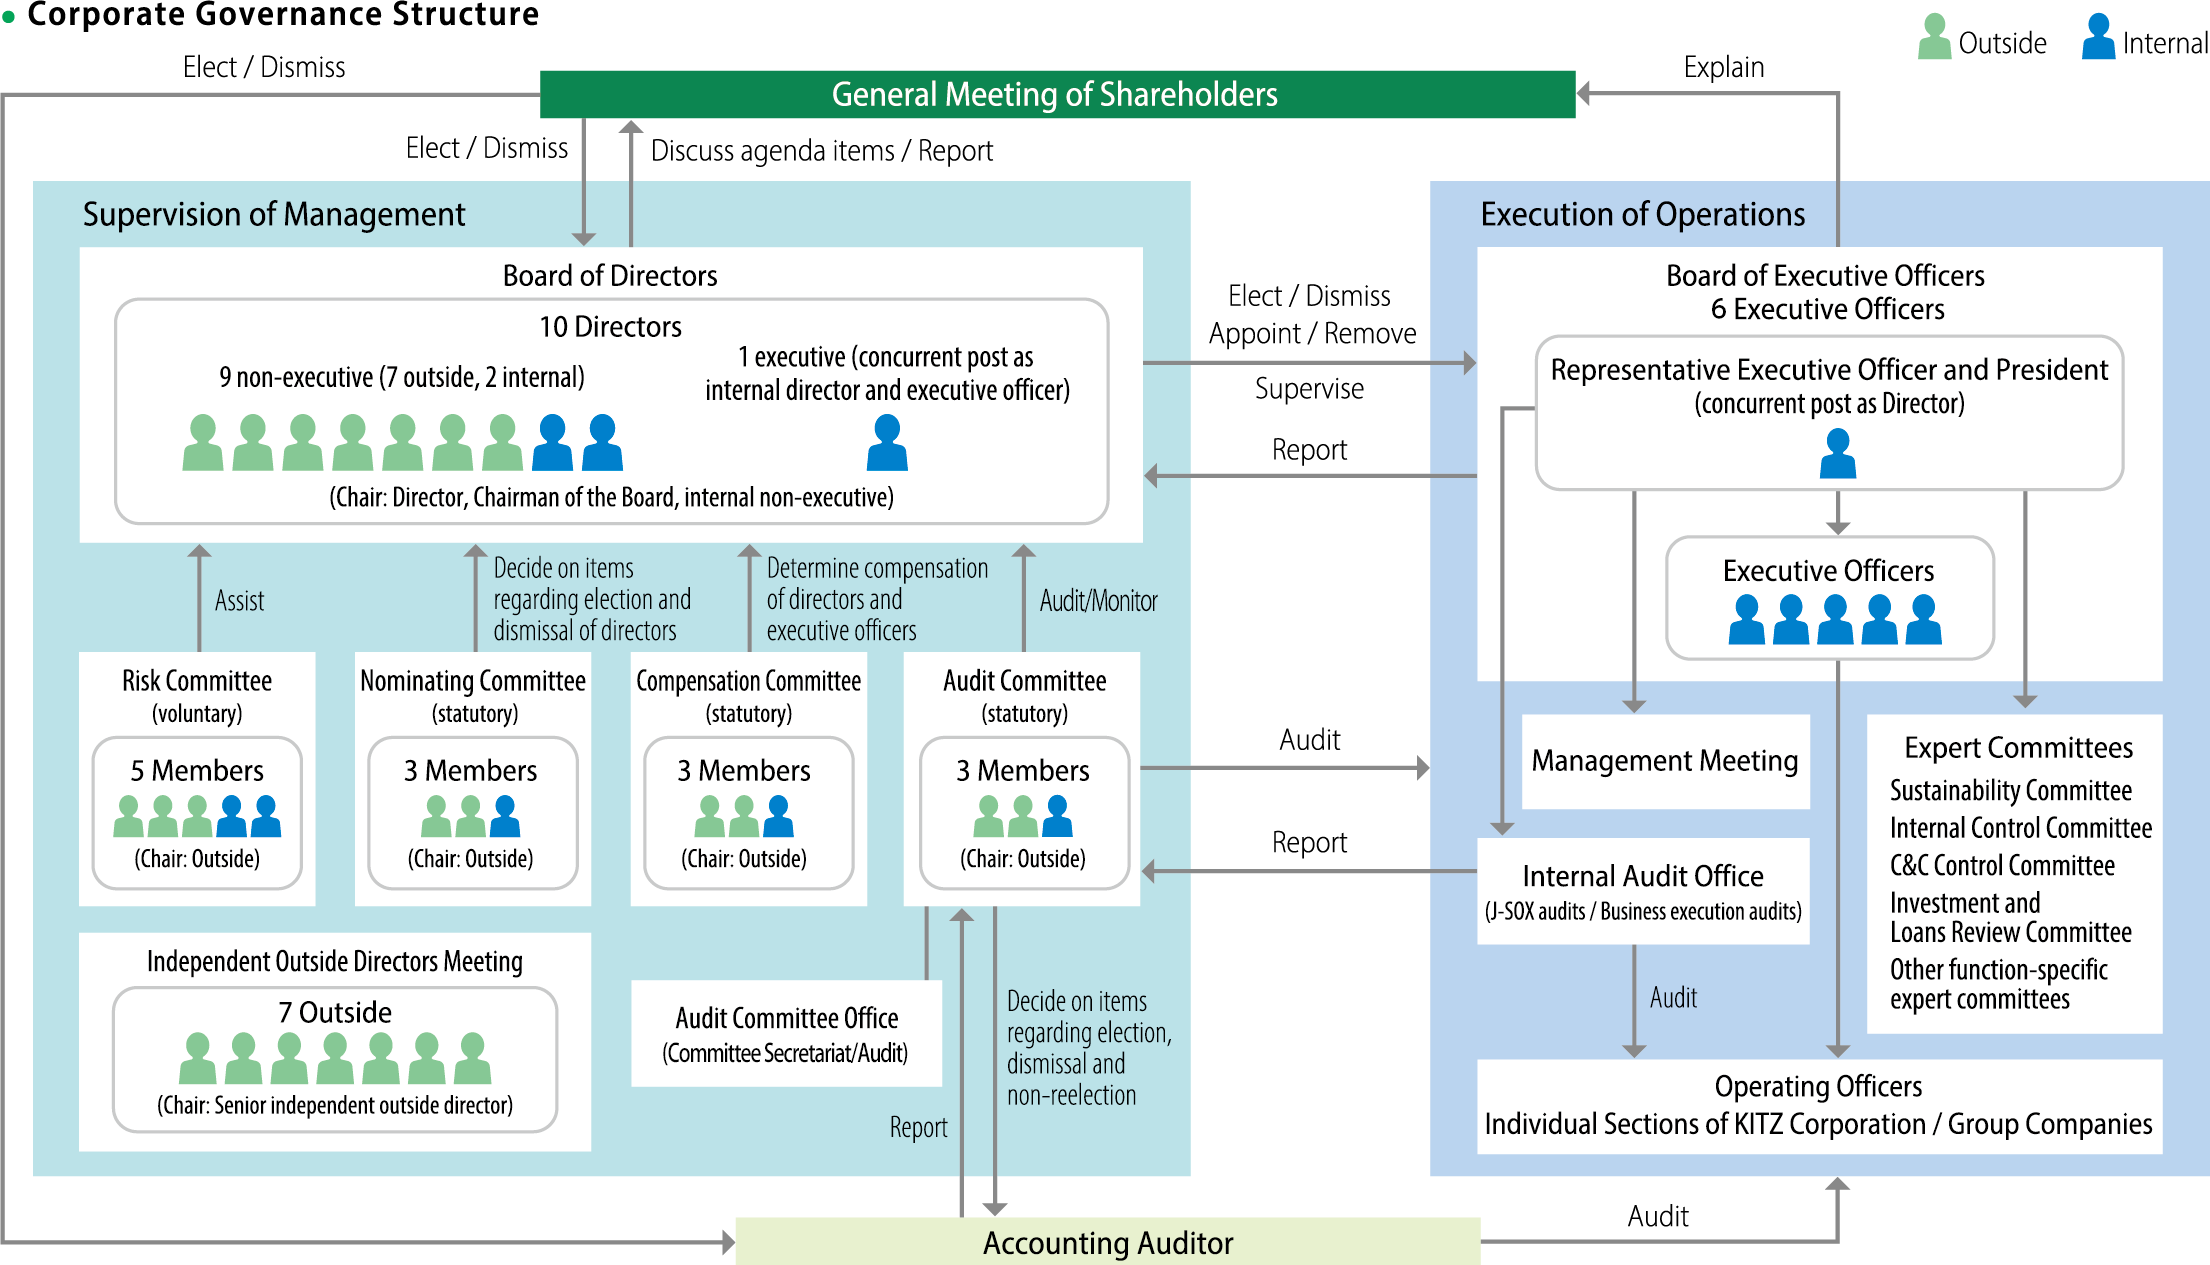 • Corporate Governance Structure
Outside
Internal
Elect / Dismiss
General Meeting of Shareholders
Explain
Elect / Dismiss
Discuss agenda items / Report
Supervision of Management
Board of Directors
10 Directors
9 non-executive (7 outside, 2 internal)
1 executive (concurrent post as
internal director and executive officer)
(Chair: Director, Chairman of the Board, internal non-executive)
Elect / Dismiss
Appoint / Remove
Supervise
Report
Execution of Operations
Board of Executive Officers
6 Executive Officers
Representative Executive Officer and President
(concurrent post as Director)
Executive Officers
Assist
Decide on items
regarding election and
dismissal of directors
Determine compensation
of directors and
executive officers
Audit/Monitor
Risk Committee
(voluntary)
5 Members
(Chair: Outside)
Nominating Committee
(statutory)
3 Members
(Chair: Outside)
Compensation Committee
(statutory)
3 Members
(Chair: Outside)
Audit Committee
(statutory)
3 Members
(Chair: Outside)
Audit
Report
Management Meeting
Expert Committees
Sustainability Committee
Internal Control Committee
C&C Control Committee
Investment and
Loans Review Committee
Other function-specific
expert committees
Internal Audit Office
(J-SOX audits / Business execution audits)
Audit
Independent Outside Directors Meeting
7 Outside
(Chair: Senior independent outside director)
Audit Committee Office
(Committee Secretariat/Audit)
Decide on items
regarding election,
dismissal and
non-reelection
Report
Operating Officers
Individual Sections of KITZ Corporation / Group Companies
Accounting Auditor
Audit